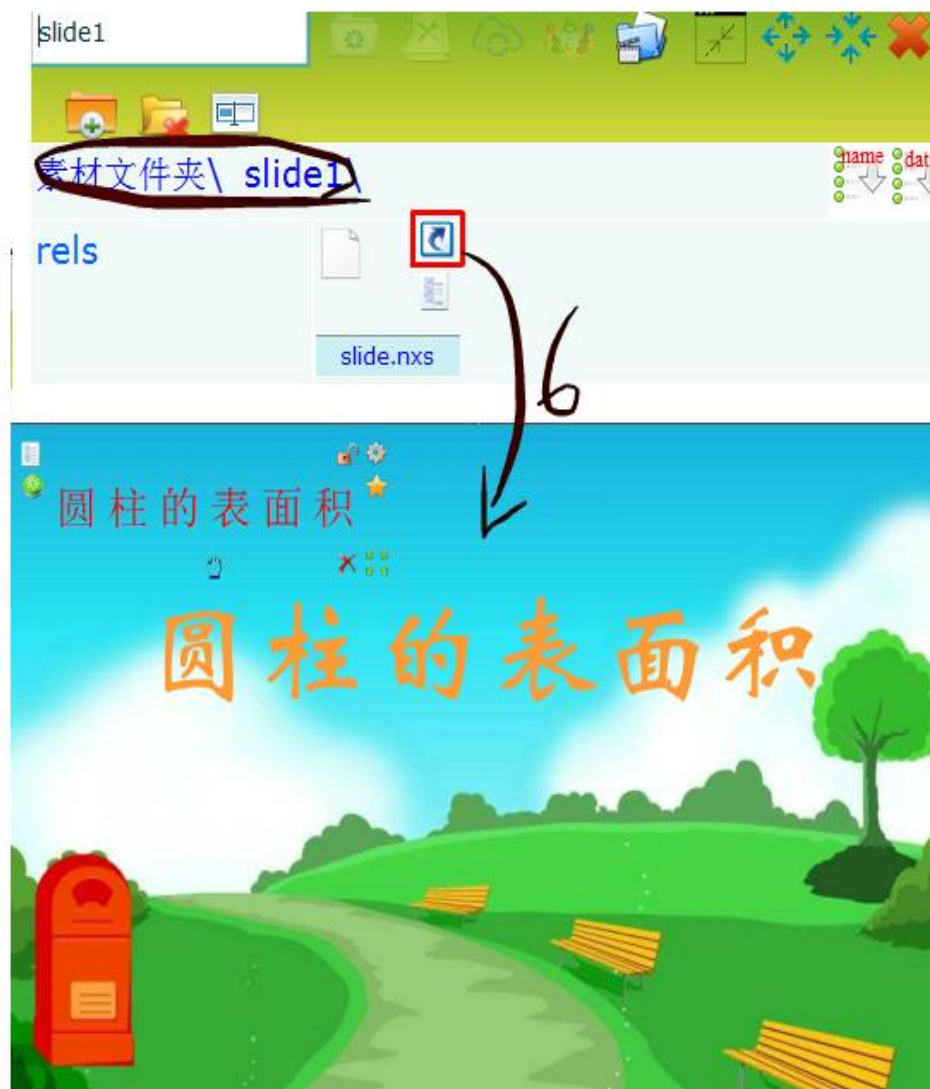 slide1
素材文件夹\ slide1\
name dat
rels
slide.nxs
6
圆柱的表面积
圆柱的表面积